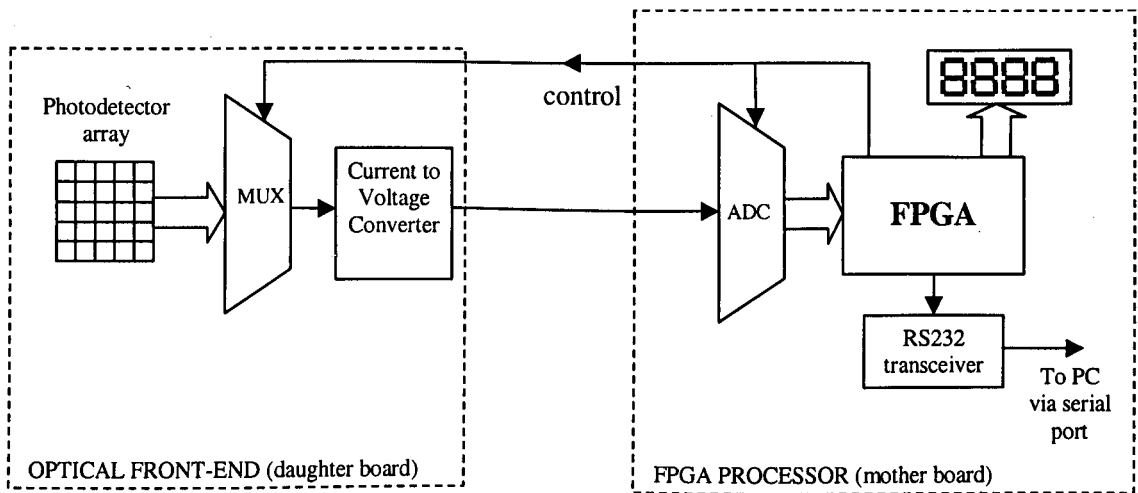 Photodetector
array
MUX
Current to
Voltage
Converter
control
ADC
8888
FPGA
RS232
transceiver
To PC
via serial
port
OPTICAL FRONT-END (daughter board)
FPGA PROCESSOR (mother board)